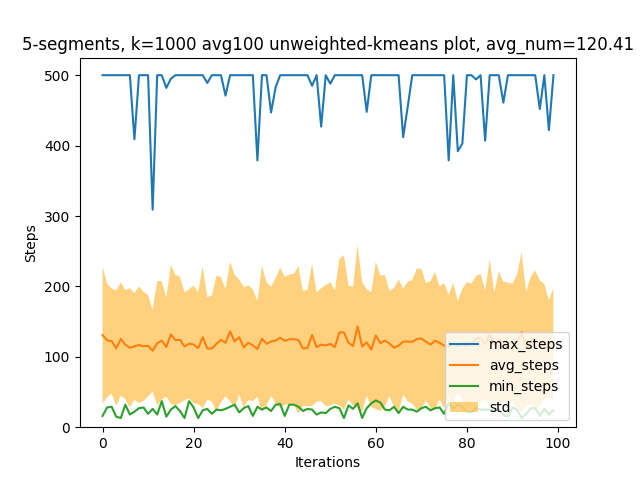 5-segments, k=1000 avg100 unweighted-kmeans plot, avg_num=120.41
500
400
300
200
100
0
Steps
max_steps
avg_steps
min_steps
std
0 20 40 60 80 100
Iterations